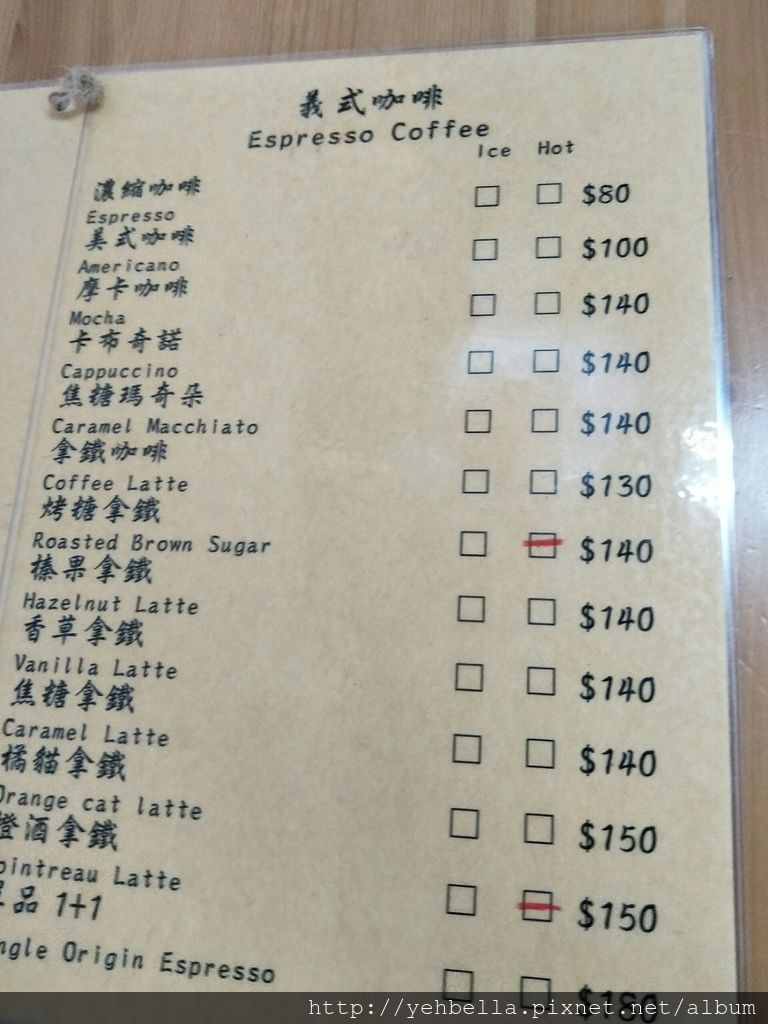 義式咖啡
Espresso Coffee
Ice Hot
濃縮咖啡 □ □ $80
Espresso
美式咖啡 □ □ $100
Americano
摩卡咖啡 □ □ $140
Mocha
卡布奇諾 □ □ $140
Cappuccino
焦糖瑪奇朵 □ □ $140
Caramel Macchiato
拿鐵咖啡 □ □ $130
Coffee Latte
烤糖拿鐵 □ □ $140
Roasted Brown Sugar
榛果拿鐵 □ □ $140
Hazelnut Latte
香草拿鐵 □ □ $140
Vanilla Latte
焦糖拿鐵 □ □ $140
Caramel Latte
橘貓拿鐵 □ □ $150
Orange cat latte
橙酒拿鐵 □ □ $150
ointreau Latte
品 1+1 □ □ $180
ngle Origin Espresso
http://yehbella.pixnet.net/album